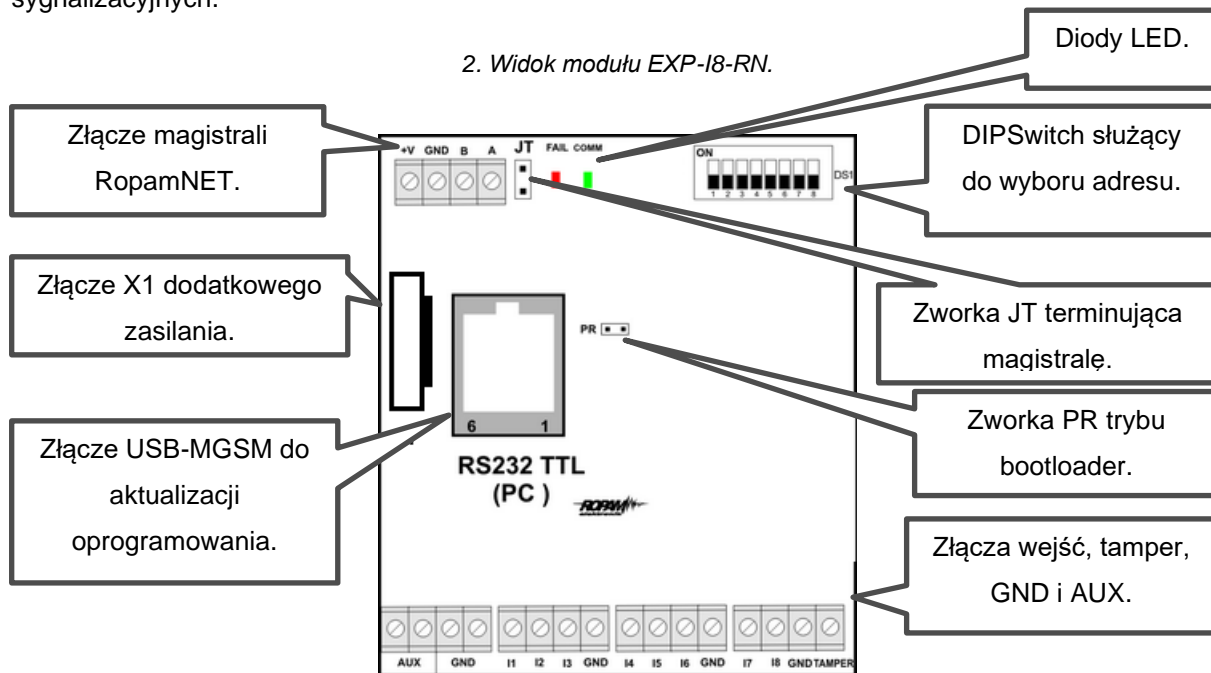 sygnalizacyjnych.
2. Widok modułu EXP-I8-RN.
Diody LED.
Złącze magistrali
RopamNET.
DIPSwitch służący
do wyboru adresu.
+V GND B A JT FAIL COMM
ON
DS1
1 2 3 4 5 6 7 8
Złącze X1 dodatkowego
zasilania.
Zworka JT terminująca
magistralę.
PR
Zworka PR trybu
bootloader.
6 1
Złącze USB-MGSM do
aktualizacji
oprogramowania.
RS232 TTL
(PC )
ROPAM
Złącza wejść, tamper,
GND i AUX.
AUX GND I1 I2 I3 GND I4 I5 I6 GND I7 I8 GND TAMPER